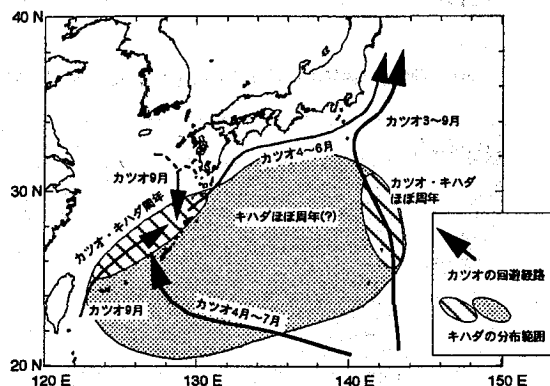 40 N
カツオ3〜9月
カツオ4〜6月
カツオ9月
30 N
カツオ・キハダ周年
カツオ・キハダ
ほぼ周年
キハダほぼ周年(?)
カツオの回遊経路
カツオ9月
カツオ4月〜7月
キハダの分布範囲
20 N
120 E
130 E
140 E
150 E